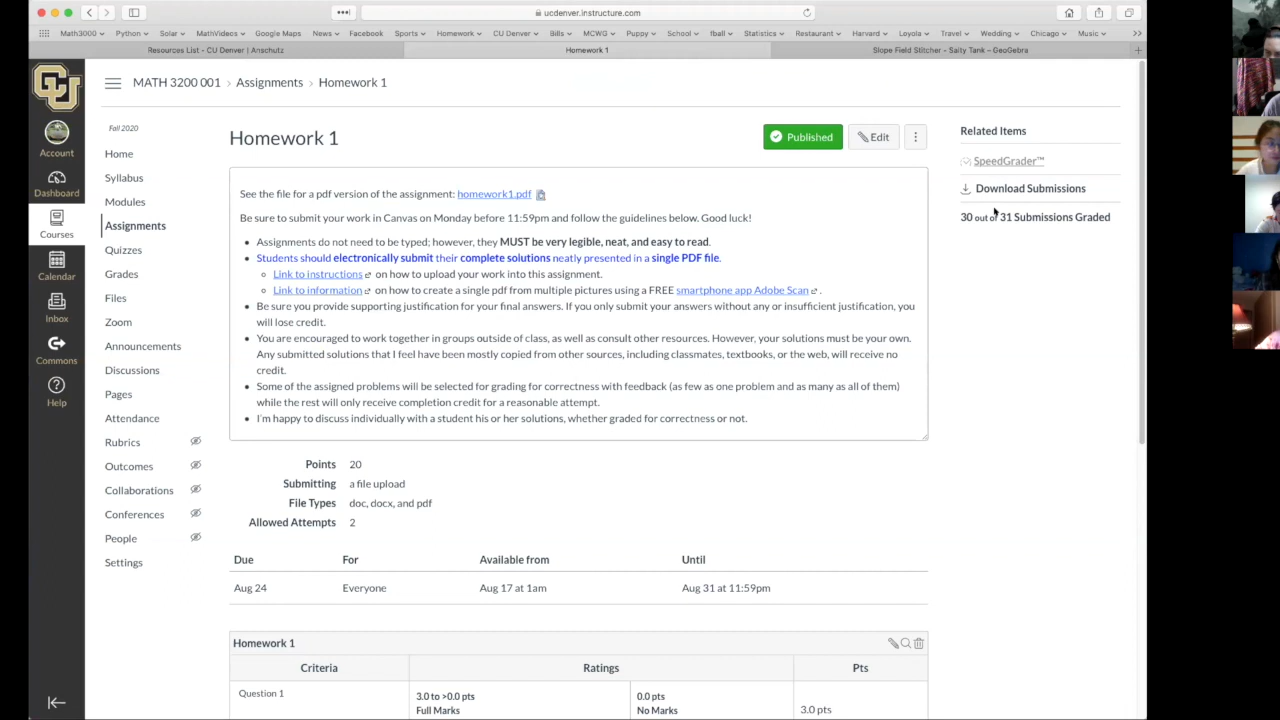 ucdenver.instructure.com
Math3000 Python Solar MathVideos Google Maps News Facebook Sports Homework CU Denver Bills MCWG Puppy School fball Statistics Restaurant Harvard Loyola Travel Wedding Chicago Music
Resources List - CU Denver | Anschutz
Homework 1
Slope Field Stitcher - Salty Tank – GeoGebra
CU
Account
Dashboard
Courses
Calendar
Inbox
Commons
Help
MATH 3200 001 > Assignments > Homework 1
Fall 2020
Home
Syllabus
Modules
Assignments
Quizzes
Grades
Files
Zoom
Announcements
Discussions
Pages
Attendance
Rubrics
Outcomes
Collaborations
Conferences
People
Settings
Homework 1
Published
Edit
See the file for a pdf version of the assignment: homework1.pdf
Be sure to submit your work in Canvas on Monday before 11:59pm and follow the guidelines below. Good luck!
• Assignments do not need to be typed; however, they MUST be very legible, neat, and easy to read.
• Students should electronically submit their complete solutions neatly presented in a single PDF file.
◦ Link to instructions on how to upload your work into this assignment.
◦ Link to information on how to create a single pdf from multiple pictures using a FREE smartphone app Adobe Scan .
• Be sure you provide supporting justification for your final answers. If you only submit your answers without any or insufficient justification, you
will lose credit.
• You are encouraged to work together in groups outside of class, as well as consult other resources. However, your solutions must be your own.
Any submitted solutions that I feel have been mostly copied from other sources, including classmates, textbooks, or the web, will receive no
credit.
• Some of the assigned problems will be selected for grading for correctness with feedback (as few as one problem and as many as all of them)
while the rest will only receive completion credit for a reasonable attempt.
• I'm happy to discuss individually with a student his or her solutions, whether graded for correctness or not.
Points 20
Submitting a file upload
File Types doc, docx, and pdf
Allowed Attempts 2
Due For Available from Until
Aug 24 Everyone Aug 17 at 1am Aug 31 at 11:59pm
Homework 1
Criteria Ratings Pts
Question 1
3.0 to >0.0 pts
Full Marks
0.0 pts
No Marks
3.0 pts
Related Items
SpeedGrader™
Download Submissions
30 out of 31 Submissions Graded